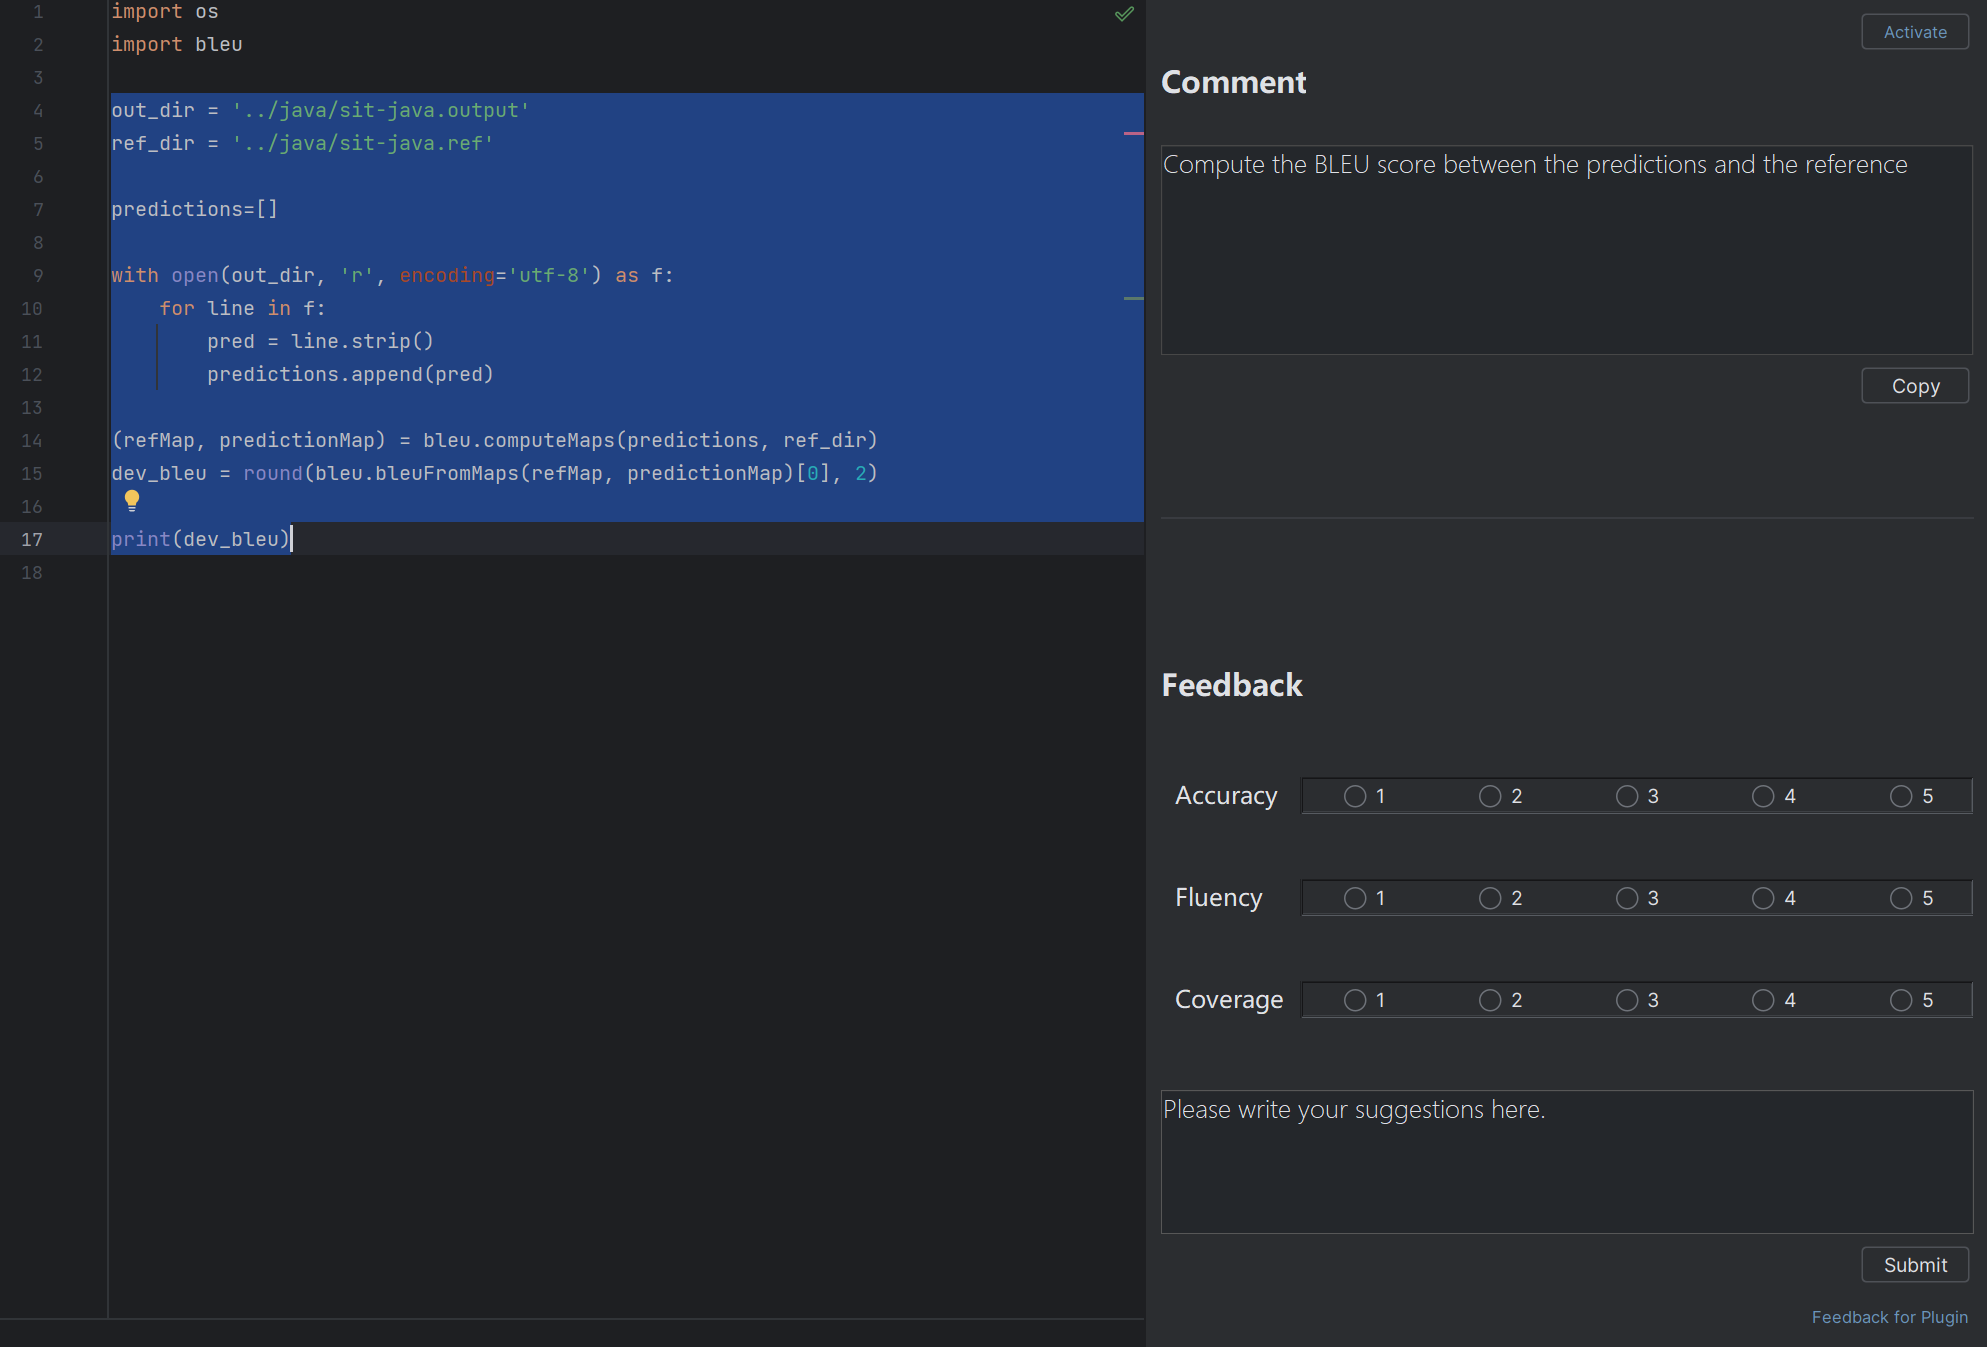 1 import os
2 import bleu
3
4 out_dir = '../java/sit-java.output'
5 ref_dir = '../java/sit-java.ref'
6
7 predictions=[]
8
9 with open(out_dir, 'r', encoding='utf-8') as f:
10     for line in f:
11         pred = line.strip()
12         predictions.append(pred)
13
14 (refMap, predictionMap) = bleu.computeMaps(predictions, ref_dir)
15 dev_bleu = round(bleu.bleuFromMaps(refMap, predictionMap)[0], 2)
16
17 print(dev_bleu)
18
Activate
Comment
Compute the BLEU score between the predictions and the reference
Copy
Feedback
Accuracy 1 2 3 4 5
Fluency 1 2 3 4 5
Coverage 1 2 3 4 5
Please write your suggestions here.
Submit
Feedback for Plugin